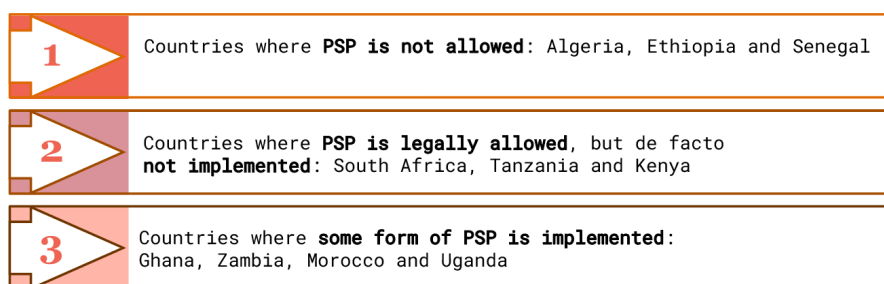 1
Countries where PSP is not allowed: Algeria, Ethiopia and Senegal
2
Countries where PSP is legally allowed, but de facto
not implemented: South Africa, Tanzania and Kenya
3
Countries where some form of PSP is implemented:
Ghana, Zambia, Morocco and Uganda